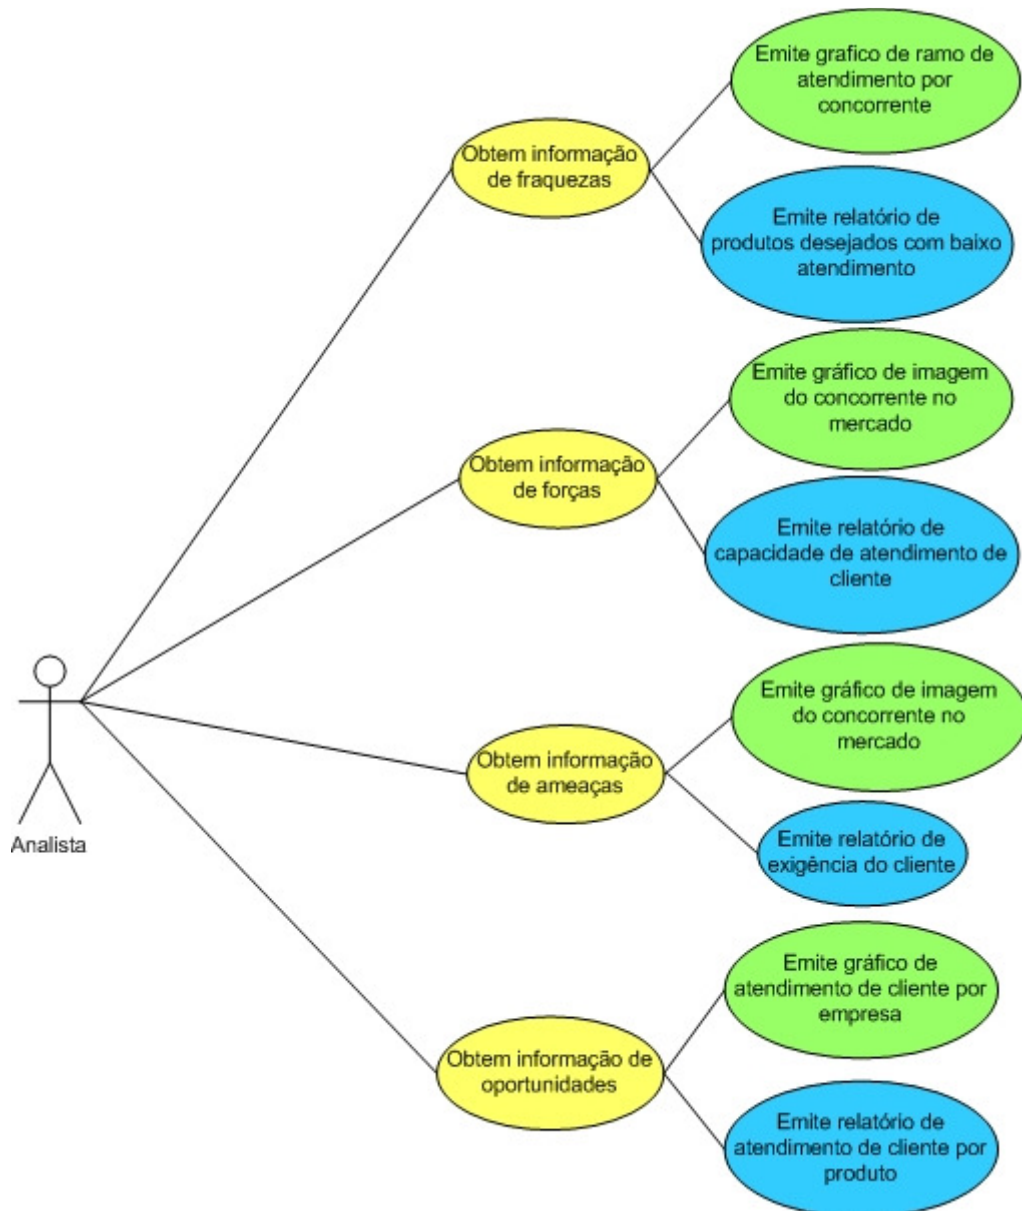 Emite grafico de ramo de
atendimento por
concorrente
Obtem informação
de fraquezas
Emite relatório de
produtos desejados com baixo
atendimento
Emite gráfico de imagem
do concorrente no
mercado
Obtem informação
de forças
Emite relatório de
capacidade de atendimento de
cliente
Emite gráfico de imagem
do concorrente no
mercado
Obtem informação
de ameaças
Emite relatório de
exigência do cliente
Analista
Emite gráfico de
atendimento de cliente por
empresa
Obtem informação de
oportunidades
Emite relatório de
atendimento de cliente por
produto